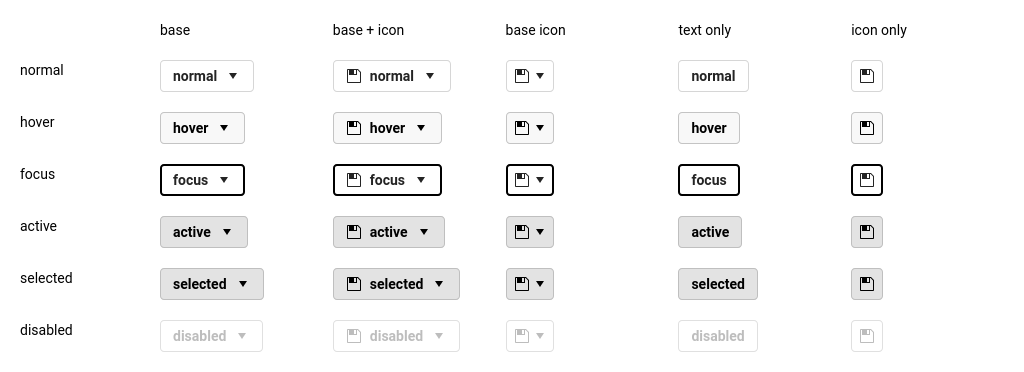 base base + icon base icon text only icon only
normal normal normal normal
hover hover hover hover
focus focus focus focus
active active active active
selected selected selected selected
disabled disabled disabled disabled